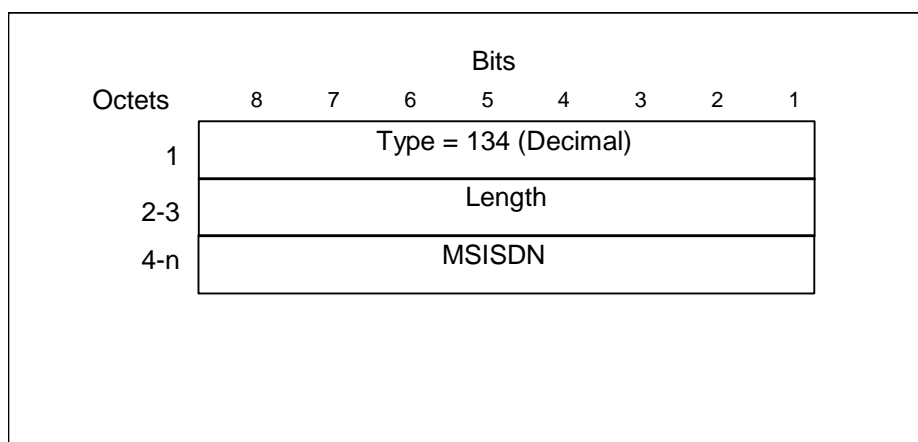 Bits
Octets 8 7 6 5 4 3 2 1
1 Type = 134 (Decimal)
2-3 Length
4-n MSISDN